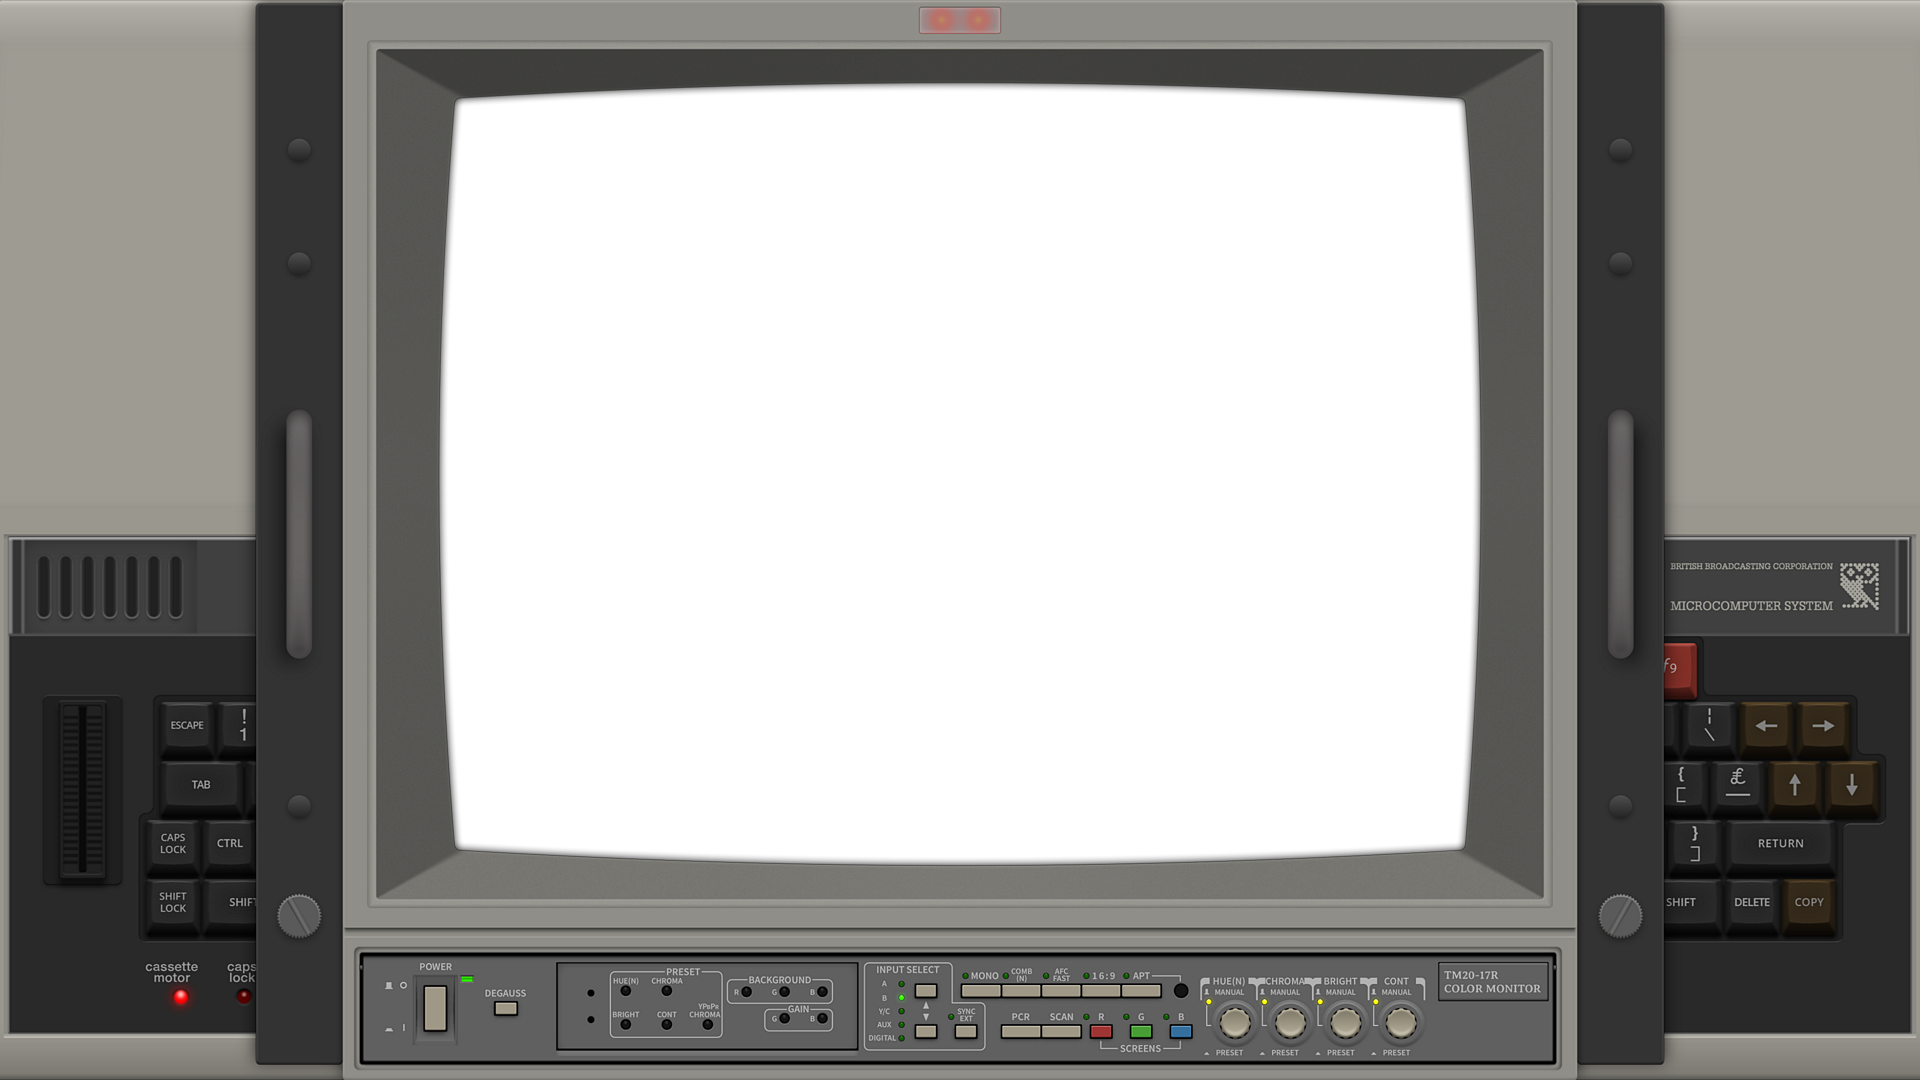 BRITISH BROADCASTING CORPORATION
MICROCOMPUTER SYSTEM
f9
ESCAPE
!
1
TAB
CAPS
LOCK
CTRL
SHIFT
LOCK
SHIF
cassette
motor
caps
lock
¦
\
←
→
{
[
£
_
↑
↓
}
]
RETURN
SHIFT
DELETE
COPY
POWER
DEGAUSS
PRESET
HUE(N)
CHROMA
BRIGHT
CONT
YPBPR
CHROMA
BACKGROUND
R
G
B
GAIN
G
B
INPUT SELECT
A
B
Y/C
AUX
DIGITAL
SYNC
EXT
MONO
COMB
(N)
AFC
FAST
16:9
APT
PCR
SCAN
R
G
B
SCREENS
HUE(N)
CHROMA
BRIGHT
CONT
MANUAL
MANUAL
MANUAL
MANUAL
PRESET
PRESET
PRESET
PRESET
TM20-17R
COLOR MONITOR